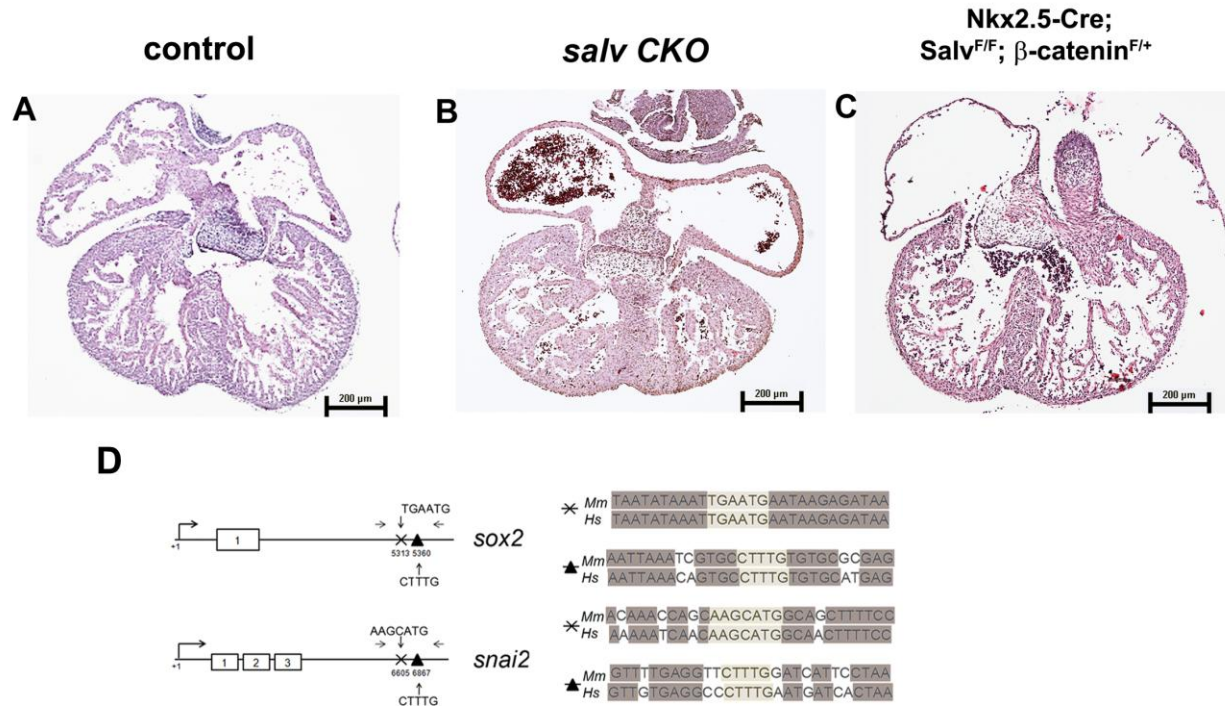 control
salv CKO
Nkx2.5-Cre;
Salv^F/F; β-catenin^F/+
A
B
C
200 µm
200 µm
200 µm
D
TGAATG
+1
1
5313 5360
sox2
CTTTG
AAGCATG
+1
1 2 3
6605 6867
snai2
CTTTG
Mm TAATATAAATTGAATGAATAAGAGATAA
Hs TAATATAAATTGAATGAATAAGAGATAA
Mm AATTAAATCGTGCCTTTGTGTGCGCGAG
Hs AATTAAACAGTGCCTTTGTGTGCATGAG
Mm ACAAACCAGCAAGCATGGCAGCTTTTCC
Hs AAAAATCAACAAGCATGGCAACTTTTCC
Mm GTTTTGAGGTTCTTTGGATCATTCCTAA
Hs GTTGTGAGGCCCTTTGAATGATCACTAA